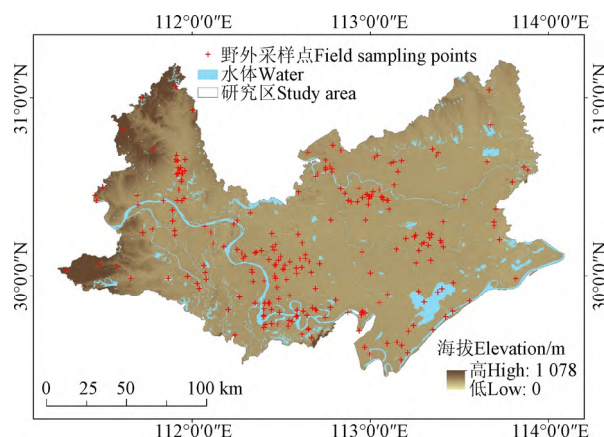 112°0′0″E 113°0′0″E 114°0′0″E
31°0′0″N
30°0′0″N
野外采样点Field sampling points
水体Water
研究区Study area
31°0′0″N
30°0′0″N
海拔Elevation/m
高High: 1 078
低Low: 0
0 25 50 100 km
112°0′0″E 113°0′0″E 114°0′0″E